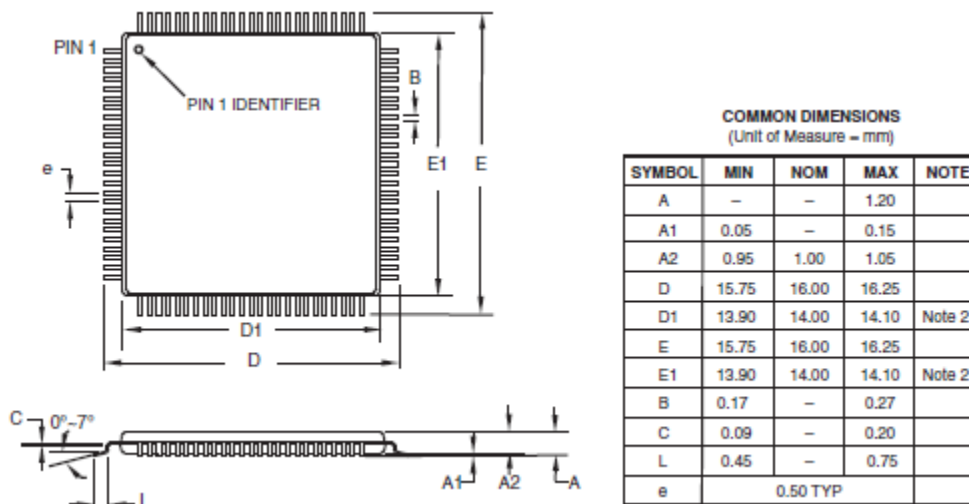 PIN 1
PIN 1 IDENTIFIER
B
e
E1
E
D1
D
C
0°~7°
L
A1
A2
A
COMMON DIMENSIONS
(Unit of Measure = mm)
SYMBOL MIN NOM MAX NOTE
A – – 1.20
A1 0.05 – 0.15
A2 0.95 1.00 1.05
D 15.75 16.00 16.25
D1 13.90 14.00 14.10 Note 2
E 15.75 16.00 16.25
E1 13.90 14.00 14.10 Note 2
B 0.17 – 0.27
C 0.09 – 0.20
L 0.45 – 0.75
e 0.50 TYP